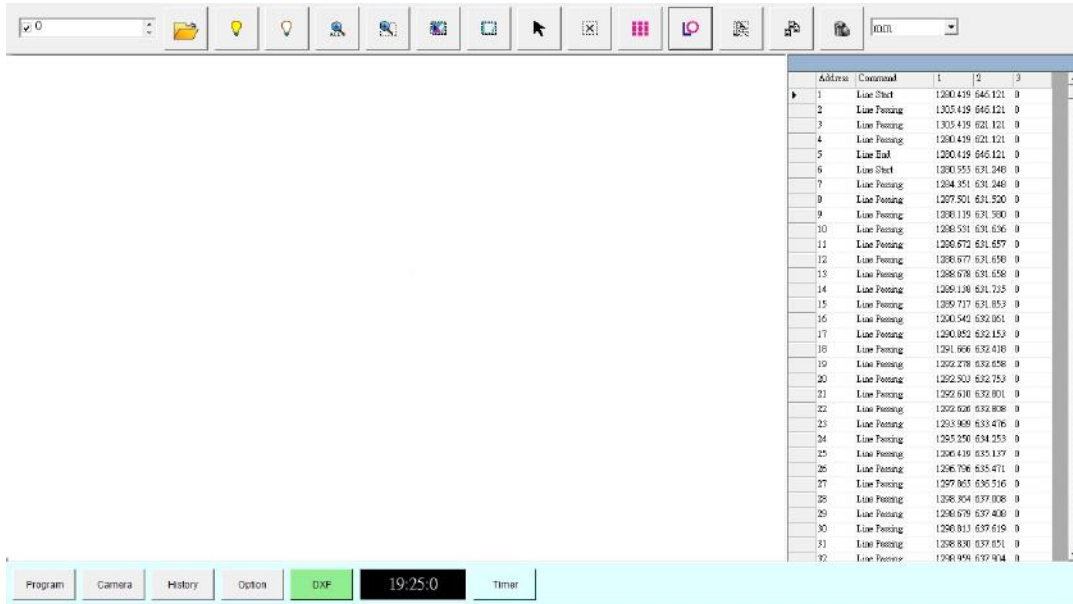 0
mm
Address Command 1 2 3
1 Line Start 1280.419 646.121 0
2 Line Passing 1305.419 646.121 0
3 Line Passing 1305.419 621.121 0
4 Line Passing 1280.419 621.121 0
5 Line End 1280.419 646.121 0
6 Line Start 1280.555 631.248 0
7 Line Passing 1284.351 631.248 0
8 Line Passing 1287.501 631.520 0
9 Line Passing 1288.119 631.580 0
10 Line Passing 1288.531 631.636 0
11 Line Passing 1288.672 631.657 0
12 Line Passing 1288.677 631.658 0
13 Line Passing 1288.678 631.658 0
14 Line Passing 1289.138 631.735 0
15 Line Passing 1289.717 631.853 0
16 Line Passing 1290.542 632.061 0
17 Line Passing 1290.852 632.153 0
18 Line Passing 1291.666 632.418 0
19 Line Passing 1292.278 632.658 0
20 Line Passing 1292.503 632.753 0
21 Line Passing 1292.610 632.801 0
22 Line Passing 1292.626 632.808 0
23 Line Passing 1293.989 633.476 0
24 Line Passing 1295.250 634.253 0
25 Line Passing 1296.419 635.137 0
26 Line Passing 1296.796 635.471 0
27 Line Passing 1297.865 636.516 0
28 Line Passing 1298.364 637.008 0
29 Line Passing 1298.679 637.408 0
30 Line Passing 1298.813 637.619 0
31 Line Passing 1298.830 637.651 0
32 Line Passing 1298.959 637.904 0
Program Camera History Option DXF 19:25:0 Timer